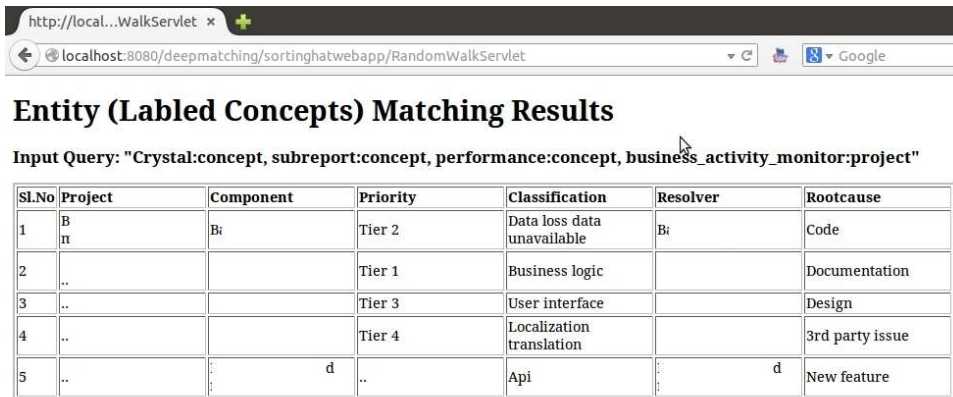 http://local...WalkServlet ×
localhost:8080/deepmatching/sortinghatwebapp/RandomWalkServlet
Google
Entity (Labled Concepts) Matching Results
Input Query: "Crystal:concept, subreport:concept, performance:concept, business_activity_monitor:project"
Sl.No Project Component Priority Classification Resolver Rootcause
1 Tier 2 Data loss data unavailable Code
2 .. Tier 1 Business logic Documentation
3 .. Tier 3 User interface Design
4 .. Tier 4 Localization translation 3rd party issue
5 .. d .. Api d New feature